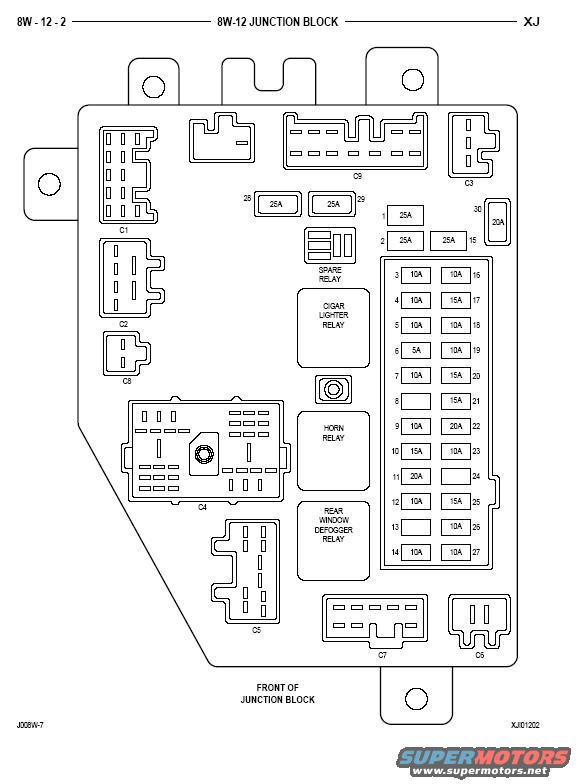 8W - 12 - 2 8W-12 JUNCTION BLOCK XJ
C1
C9
C3
28 25A 25A 29
1 25A
30 20A
2 25A 25A 15
SPARE
RELAY
C2
C8
CIGAR
LIGHTER
RELAY
3 10A 10A 16
4 10A 15A 17
5 10A 10A 18
6 5A 10A 19
7 10A 15A 20
8 15A 21
9 10A 20A 22
10 15A 10A 23
11 20A 24
12 10A 15A 25
13 10A 26
14 10A 10A 27
HORN
RELAY
C4
REAR
WINDOW
DEFOGGER
RELAY
C5
C7
C6
FRONT OF
JUNCTION BLOCK
J008W-7 XJI01202
SUPERMOTORS
www.supermotors.net